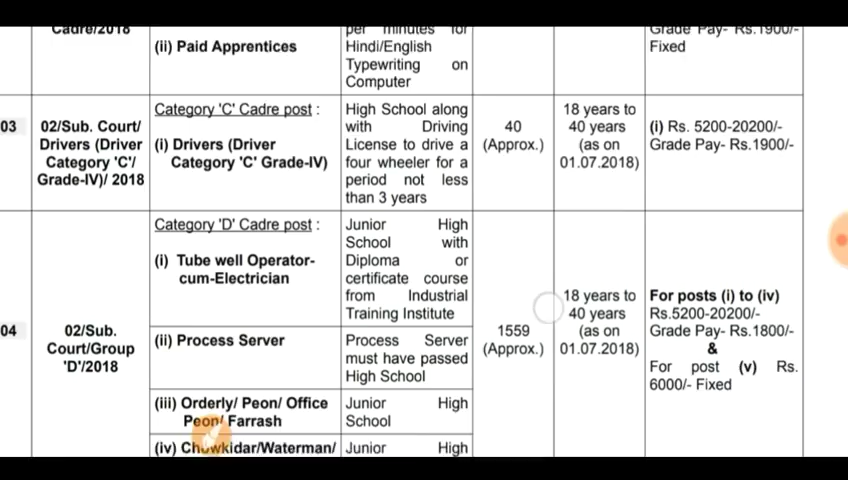 Cadre/2018
(ii) Paid Apprentices
per minutes for
Hindi/English
Typewriting on
Computer
Grade Pay- Rs.1900/-
Fixed
03
02/Sub. Court/
Drivers (Driver
Category 'C'/
Grade-IV)/ 2018
Category 'C' Cadre post :
(i) Drivers (Driver
Category 'C' Grade-IV)
High School along
with Driving
License to drive a
four wheeler for a
period not less
than 3 years
40
(Approx.)
18 years to
40 years
(as on
01.07.2018)
(i) Rs. 5200-20200/-
Grade Pay- Rs.1900/-
04
02/Sub.
Court/Group
'D'/2018
Category 'D' Cadre post :
(i) Tube well Operator-
cum-Electrician
Junior High
School with
Diploma or
certificate course
from Industrial
Training Institute
(ii) Process Server
Process Server
must have passed
High School
(iii) Orderly/ Peon/ Office
Peon/ Farrash
Junior High
School
(iv) Chowkidar/Waterman/
Junior High
1559
(Approx.)
18 years to
40 years
(as on
01.07.2018)
For posts (i) to (iv)
Rs.5200-20200/-
Grade Pay- Rs.1800/-
&
For post (v) Rs.
6000/- Fixed